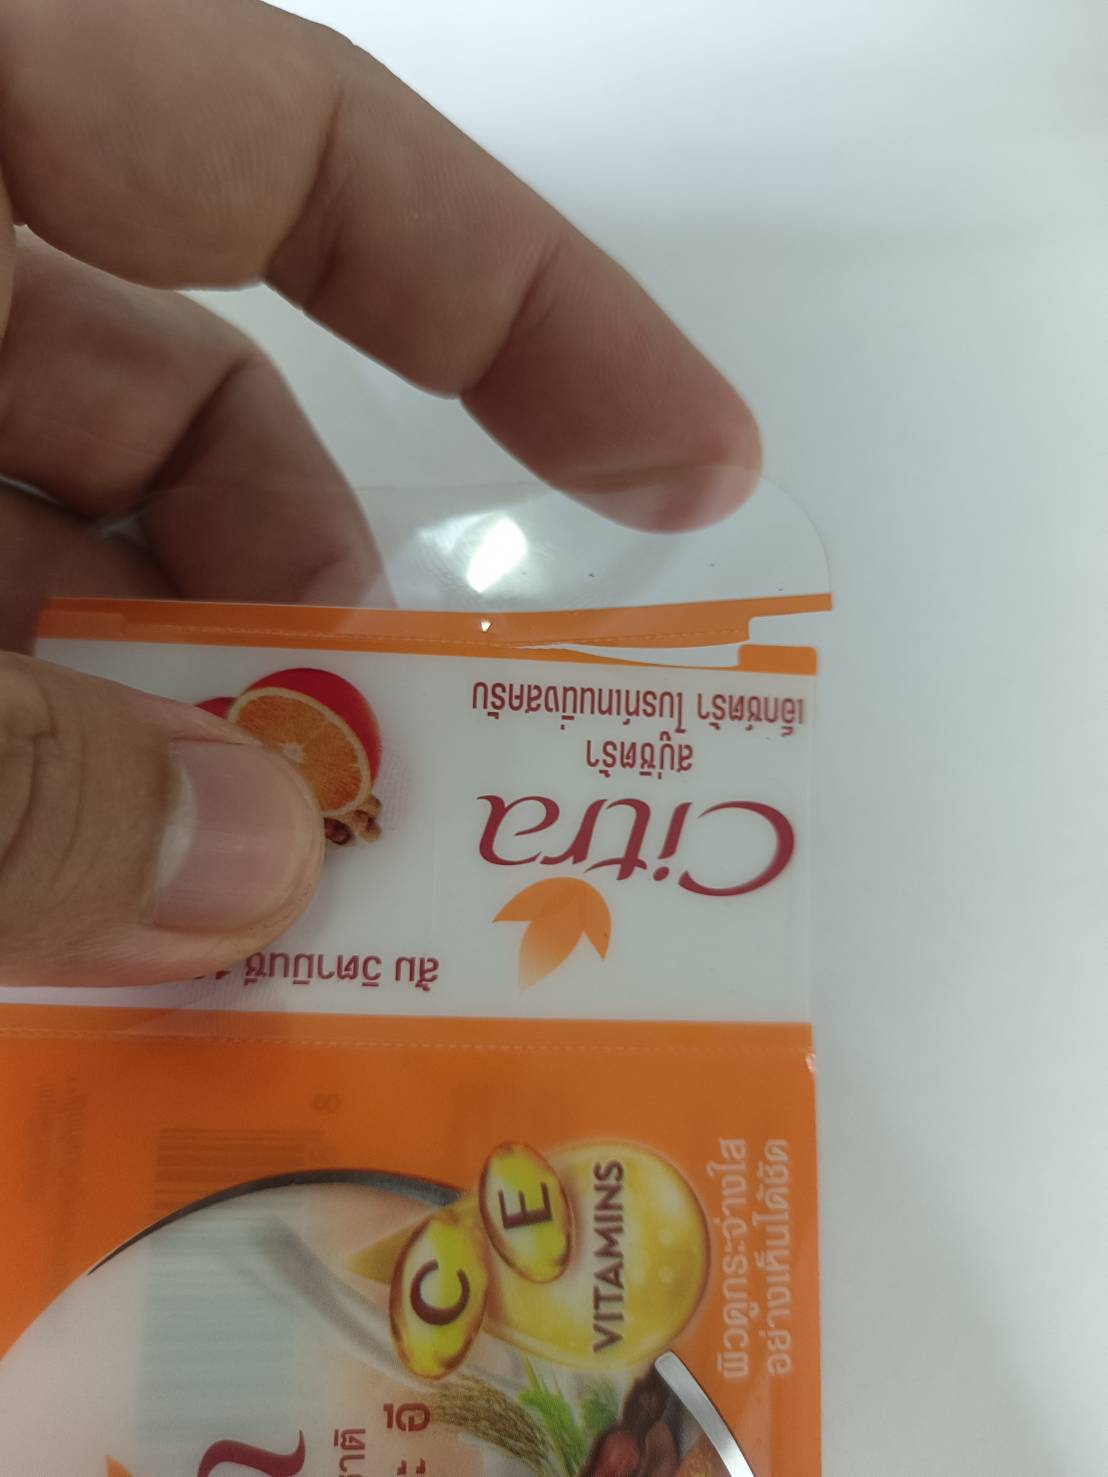 Citra
สบู่ซิตร้า
เอ็กซ์ตร้า ไบรท์เทนนิ่งสครับ
ส้ม วิตามินซี
C
E
VITAMINS
ผิวดูกระจ่างใส
อย่างเห็นได้ชัด